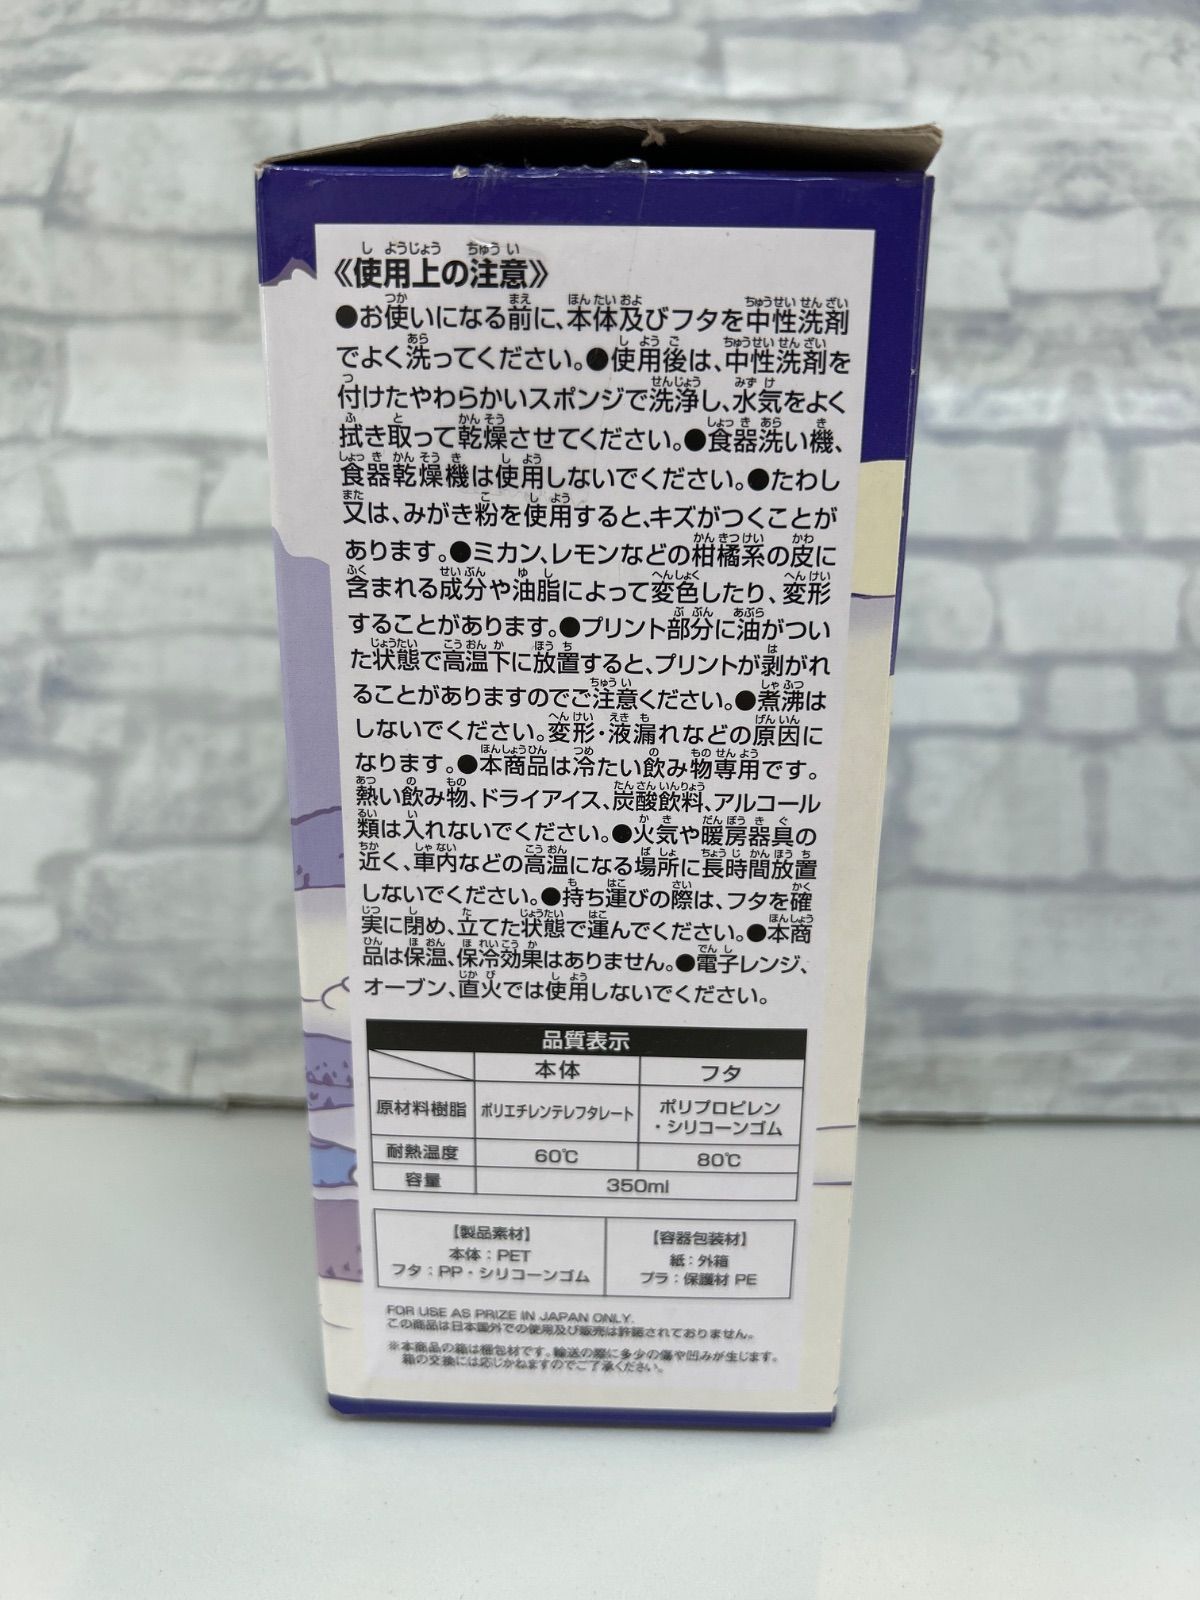 《使用上の注意》
●お使いになる前に、本体及びフタを中性洗剤
でよく洗ってください。●使用後は、中性洗剤を
付けたやわらかいスポンジで洗浄し、水気をよく
拭き取って乾燥させてください。●食器洗い機、
食器乾燥機は使用しないでください。●たわし
又は、みがき粉を使用すると、キズがつくことが
あります。●ミカン、レモンなどの柑橘系の皮に
含まれる成分や油脂によって変色したり、変形
することがあります。●プリント部分に油がつい
た状態で高温下に放置すると、プリントが剥がれ
ることがありますのでご注意ください。●煮沸は
しないでください。変形・液漏れなどの原因に
なります。●本商品は冷たい飲み物専用です。
熱い飲み物、ドライアイス、炭酸飲料、アルコール
類は入れないでください。●火気や暖房器具の
近く、車内などの高温になる場所に長時間放置
しないでください。●持ち運びの際は、フタを確
実に閉め、立てた状態で運んでください。●本商
品は保温、保冷効果はありません。●電子レンジ、
オーブン、直火では使用しないでください。
品質表示
本体 フタ
原材料樹脂 ポリエチレンテレフタレート ポリプロピレン
・シリコーンゴム
耐熱温度 60℃ 80℃
容量 350ml
【製品素材】 【容器包装材】
本体：PET 紙：外箱
フタ：PP・シリコーンゴム プラ：保護材 PE
FOR USE AS PRIZE IN JAPAN ONLY.
この商品は日本国外での使用及び販売は許諾されておりません。
※本商品の箱は梱包材です。輸送の際に多少の傷や凹みが生じます。
箱の交換には応じかねますのでご了承ください。